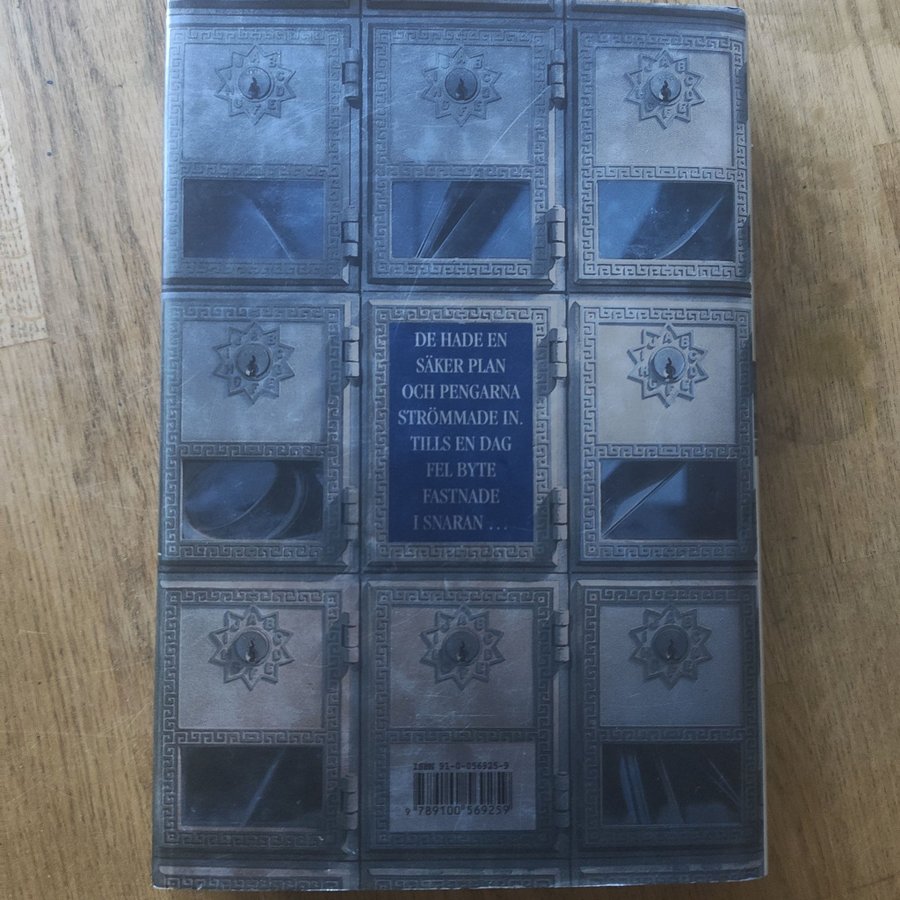 DE HADE EN
SÄKER PLAN
OCH PENGARNA
STRÖMMADE IN.
TILLS EN DAG
FEL BYTE
FASTNADE
I SNARAN . . .
ISBN 91-0-056925-9
9 789100 569259